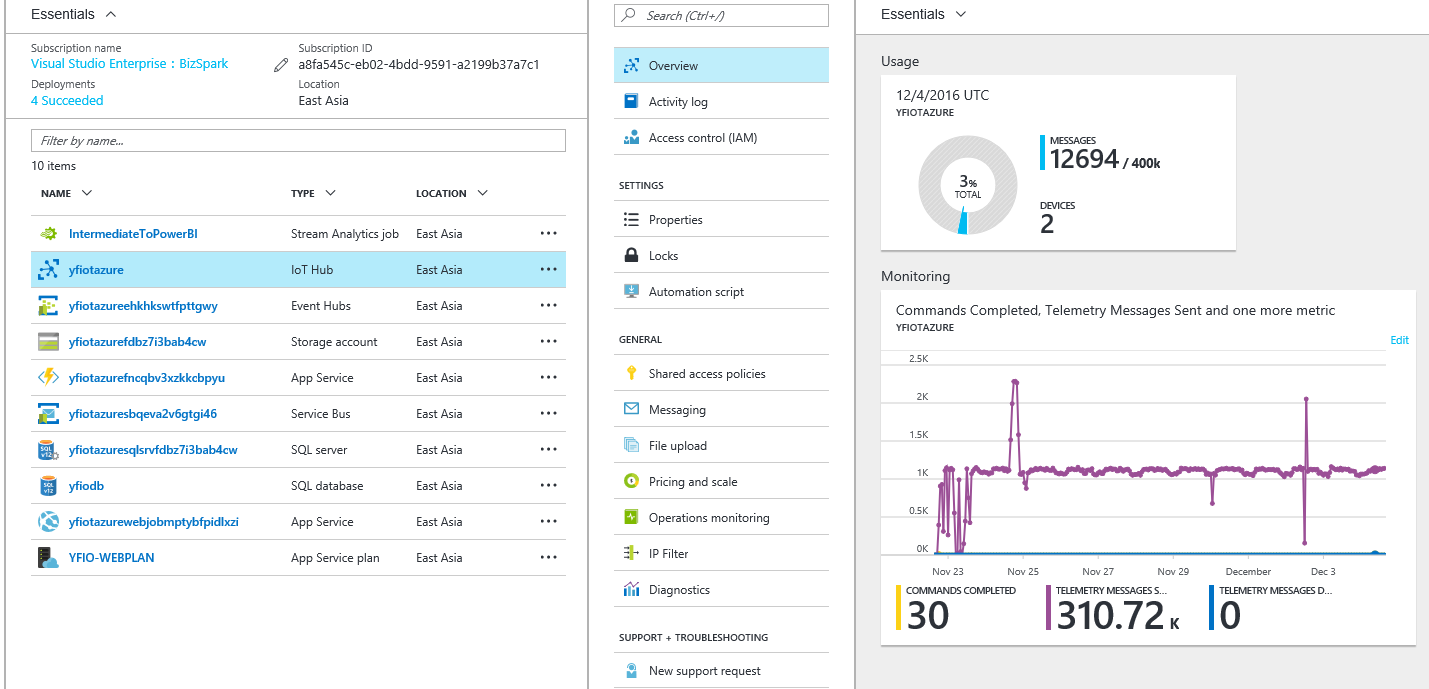 Essentials
Subscription name
Visual Studio Enterprise : BizSpark
Subscription ID
a8fa545c-eb02-4bdd-9591-a2199b37a7c1
Deployments
4 Succeeded
Location
East Asia
Filter by name...
10 items
NAME TYPE LOCATION
IntermediateToPowerBI Stream Analytics job East Asia ...
yfiotazure IoT Hub East Asia ...
yfiotazureehkhkswtfpttgwy Event Hubs East Asia ...
yfiotazurefdbz7i3bab4cw Storage account East Asia ...
yfiotazurefncqbv3xzkkcbpyu App Service East Asia ...
yfiotazuresbqeva2v6gtgi46 Service Bus East Asia ...
yfiotazuresqlsrvfdbz7i3bab4cw SQL server East Asia ...
yfiodb SQL database East Asia ...
yfiotazurewebjobmptybfpidlxzi App Service East Asia ...
YFIO-WEBPLAN App Service plan East Asia ...
Search (Ctrl+/)
Overview
Activity log
Access control (IAM)
SETTINGS
Properties
Locks
Automation script
GENERAL
Shared access policies
Messaging
File upload
Pricing and scale
Operations monitoring
IP Filter
Diagnostics
SUPPORT + TROUBLESHOOTING
New support request
Essentials
Usage
12/4/2016 UTC
YFIOTAZURE
3%
TOTAL
MESSAGES
12694 / 400k
DEVICES
2
Monitoring
Commands Completed, Telemetry Messages Sent and one more metric
YFIOTAZURE
Edit
2.5K
2K
1.5K
1K
0.5K
0K
Nov 23 Nov 25 Nov 27 Nov 29 December Dec 3
COMMANDS COMPLETED
30
TELEMETRY MESSAGES S...
310.72 K
TELEMETRY MESSAGES D...
0